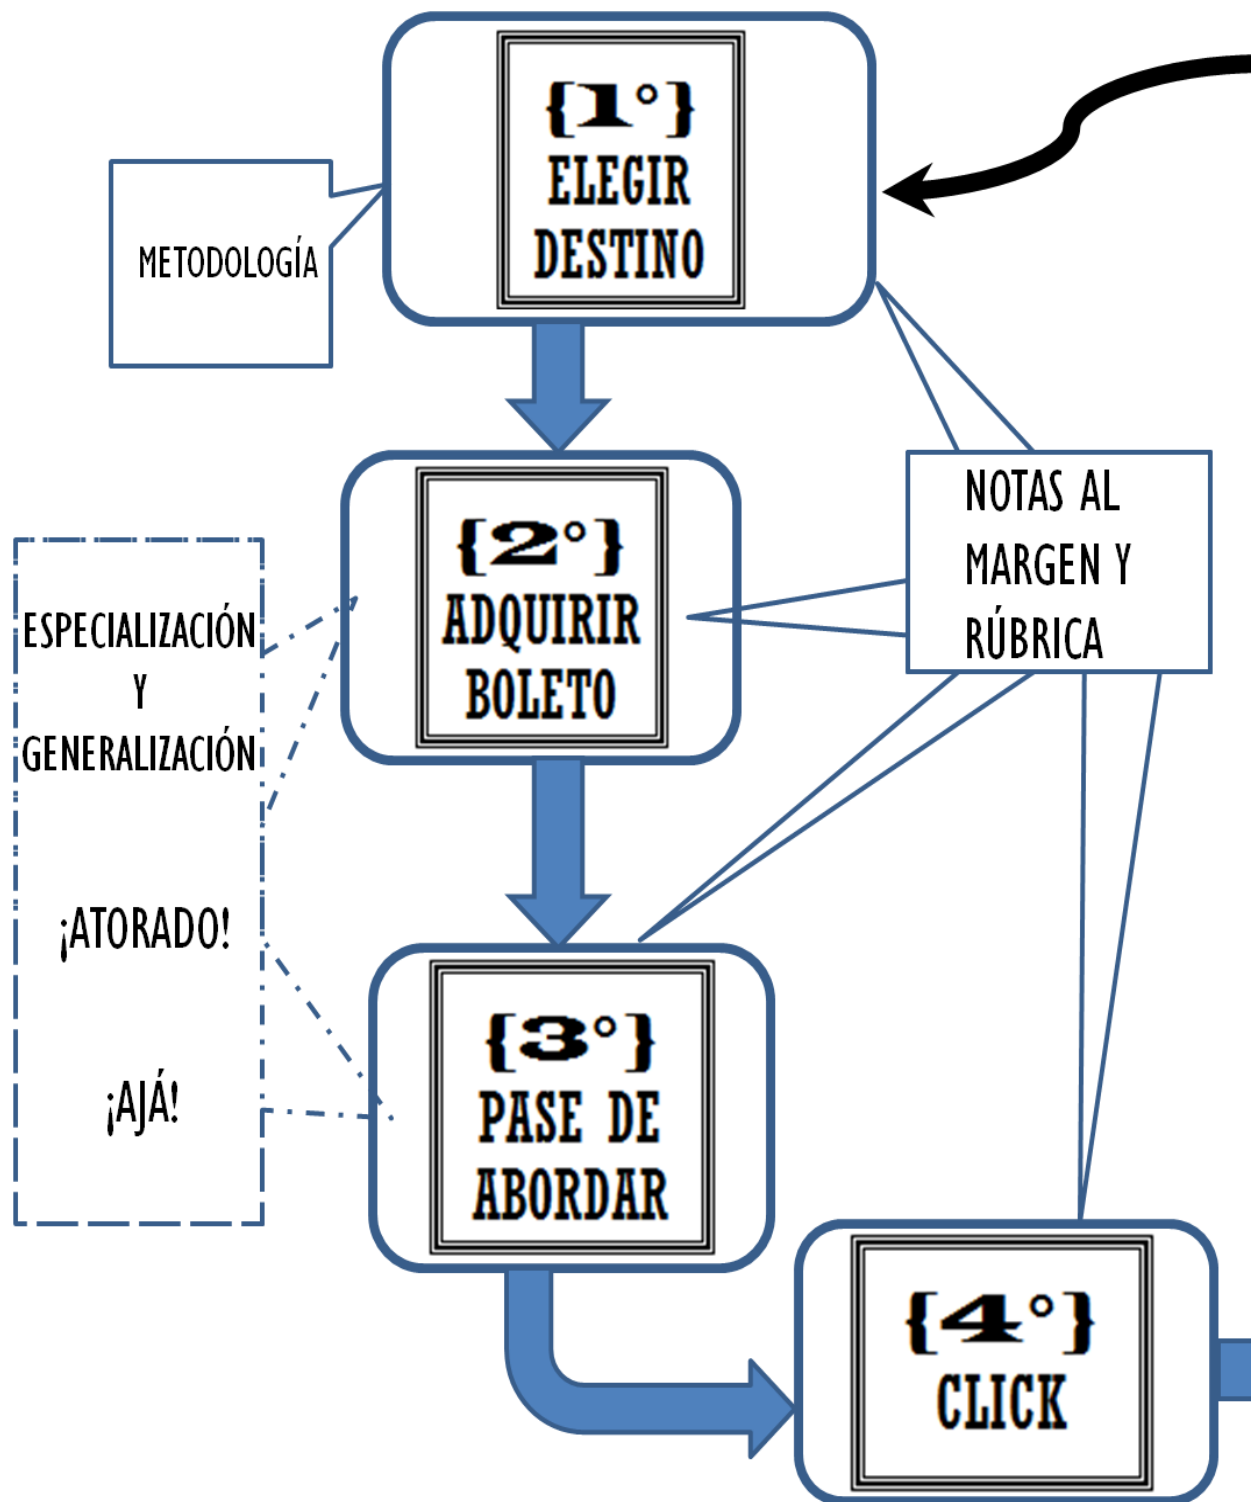 {1°}
ELEGIR
DESTINO
METODOLOGÍA
{2°}
ADQUIRIR
BOLETO
NOTAS AL
MARGEN Y
RÚBRICA
ESPECIALIZACIÓN
Y
GENERALIZACIÓN
¡ATORADO!
¡AJÁ!
{3°}
PASE DE
ABORDAR
{4°}
CLICK